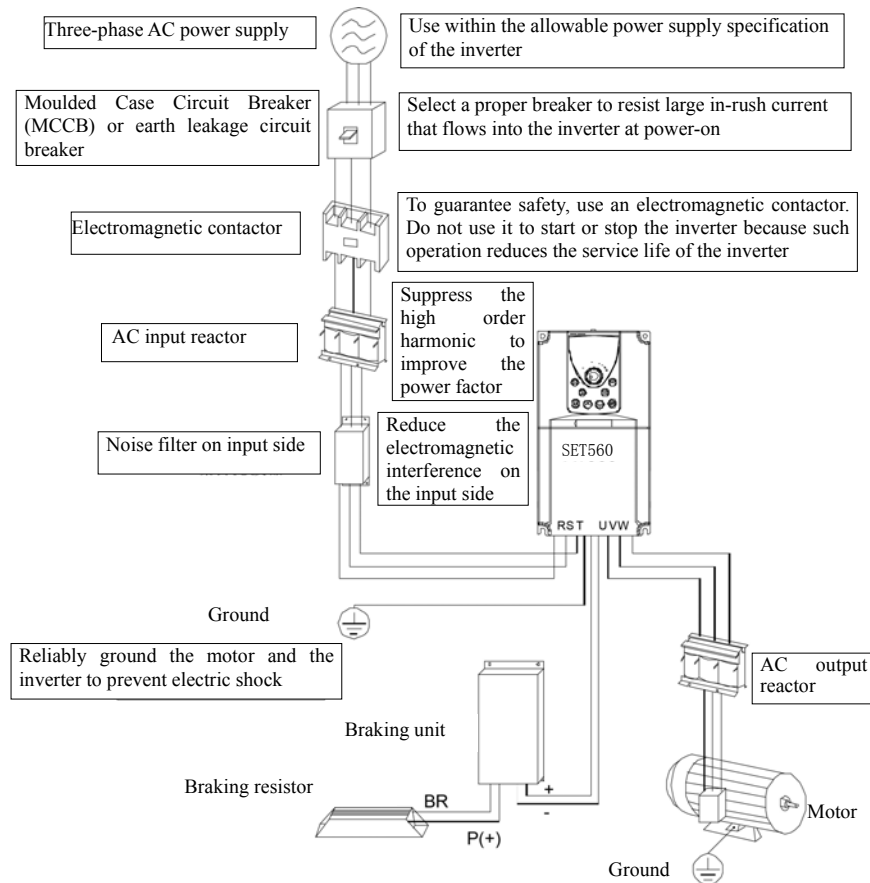 Three-phase AC power supply
Use within the allowable power supply specification
of the inverter
Moulded Case Circuit Breaker
(MCCB) or earth leakage circuit
breaker
Select a proper breaker to resist large in-rush current
that flows into the inverter at power-on
Electromagnetic contactor
To guarantee safety, use an electromagnetic contactor.
Do not use it to start or stop the inverter because such
operation reduces the service life of the inverter
AC input reactor
Suppress the
high order
harmonic to
improve the
power factor
Noise filter on input side
Reduce the
electromagnetic
interference on
the input side
SET560
RST UVW
Ground
Reliably ground the motor and the
inverter to prevent electric shock
AC output
reactor
Braking unit
Braking resistor
BR
P(+)
+
-
Motor
Ground